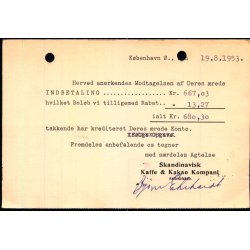 København Ø., 19.8.1953.
Herved anerkendes Modtagelsen af Deres ærede
INDBETALING .................... Kr. 667,03
hvilket Beløb vi tilligemed Rabat.. " 13,27
ialt Kr. 680,30
takkende har krediteret Deres ærede Konto.
Fremdeles anbefalende os tegner
med særdeles Agtelse
Skandinavisk
Kaffe & Kakao Kompani